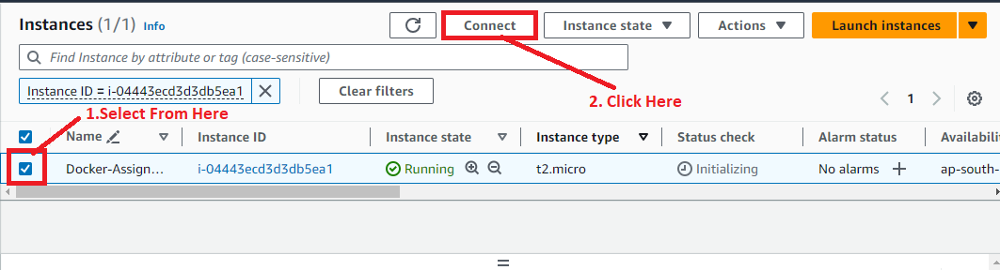 Instances (1/1) Info
Connect
Instance state
Actions
Launch instances
Find Instance by attribute or tag (case-sensitive)
Instance ID = i-04443ecd3d3db5ea1
Clear filters
1.Select From Here
2. Click Here
1
Name
Instance ID
Instance state
Instance type
Status check
Alarm status
Availabili
Docker-Assign...
i-04443ecd3d3db5ea1
Running
t2.micro
Initializing
No alarms
ap-south-